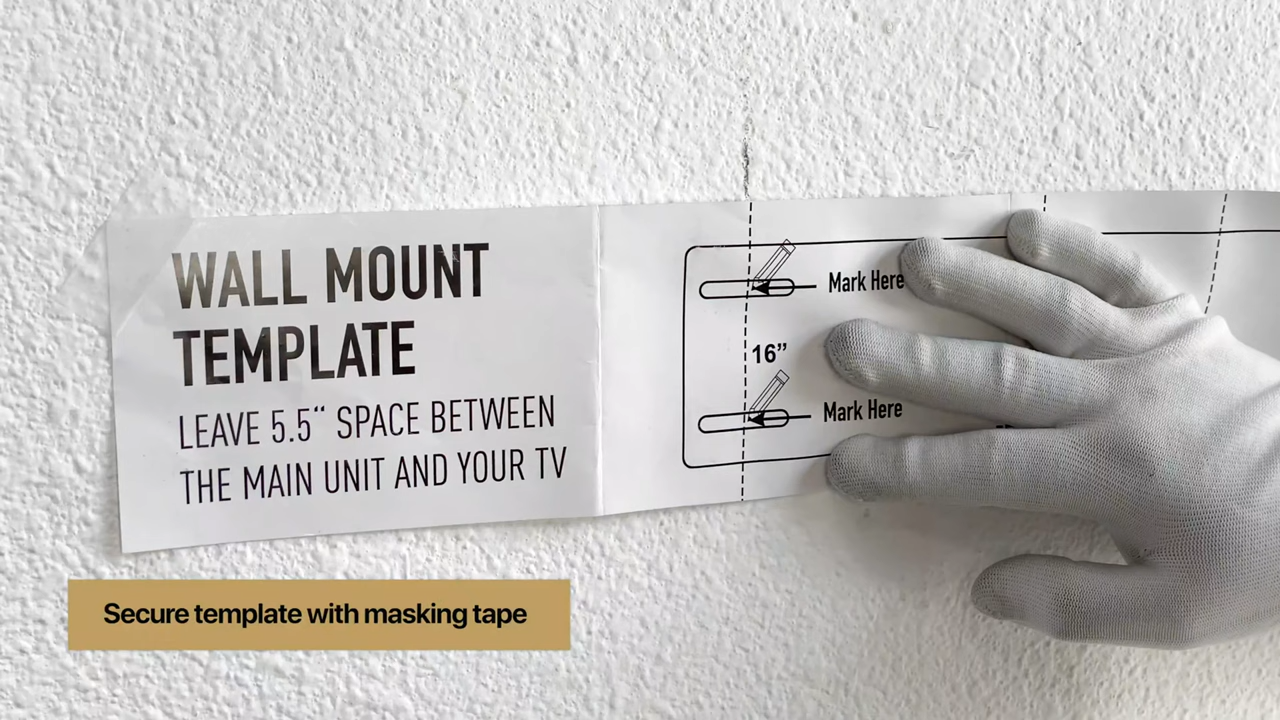 WALL MOUNT
TEMPLATE
LEAVE 5.5“ SPACE BETWEEN
THE MAIN UNIT AND YOUR TV
Mark Here
16”
Mark Here
Secure template with masking tape